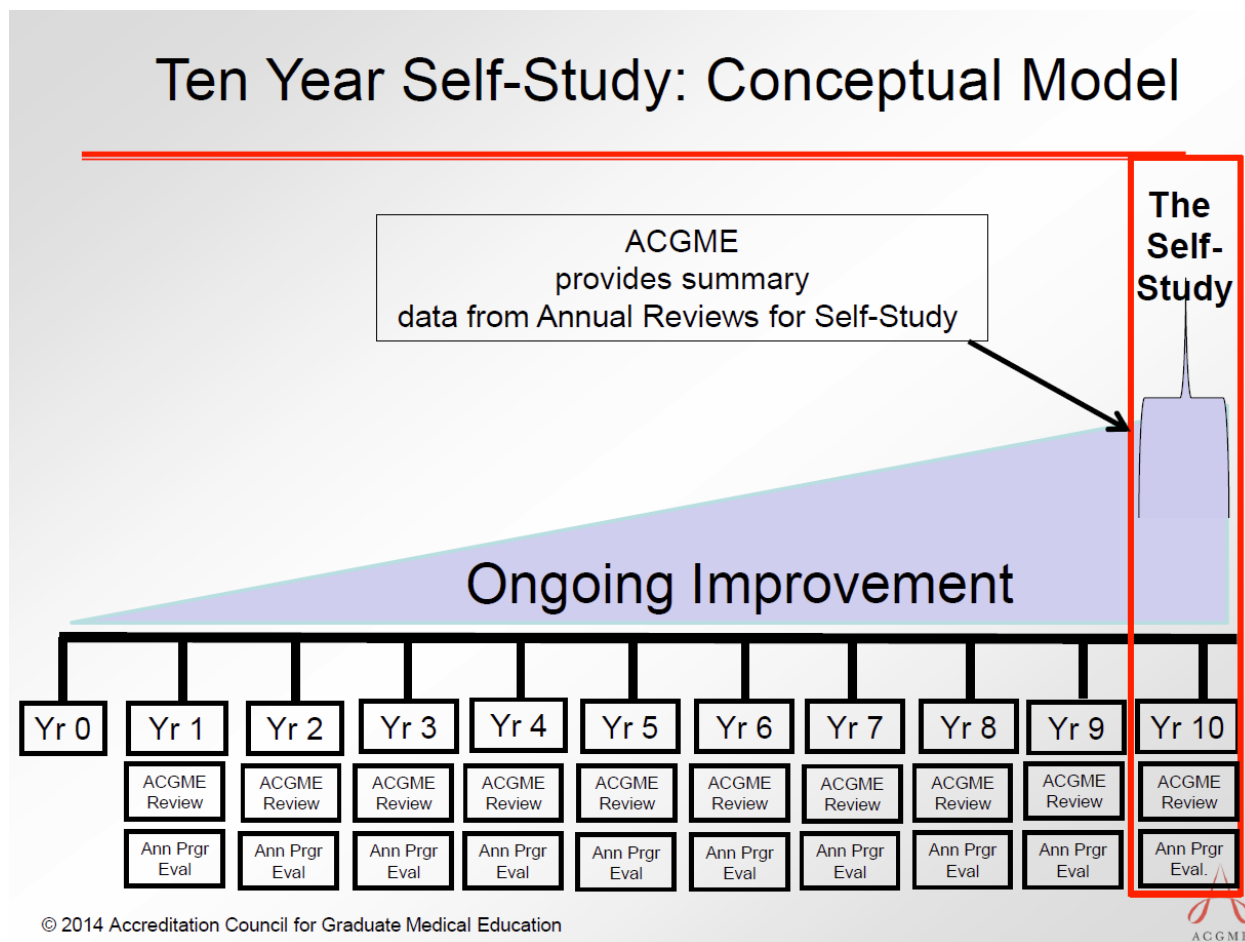 Ten Year Self-Study: Conceptual Model
The
Self-
Study
ACGME
provides summary
data from Annual Reviews for Self-Study
Ongoing Improvement
Yr 0 Yr 1 Yr 2 Yr 3 Yr 4 Yr 5 Yr 6 Yr 7 Yr 8 Yr 9 Yr 10
ACGME ACGME ACGME ACGME ACGME ACGME ACGME ACGME ACGME ACGME
Review Review Review Review Review Review Review Review Review Review
Ann Prgr Ann Prgr Ann Prgr Ann Prgr Ann Prgr Ann Prgr Ann Prgr Ann Prgr Ann Prgr Ann Prgr
Eval Eval Eval Eval Eval Eval Eval Eval Eval Eval.
© 2014 Accreditation Council for Graduate Medical Education
ACGME